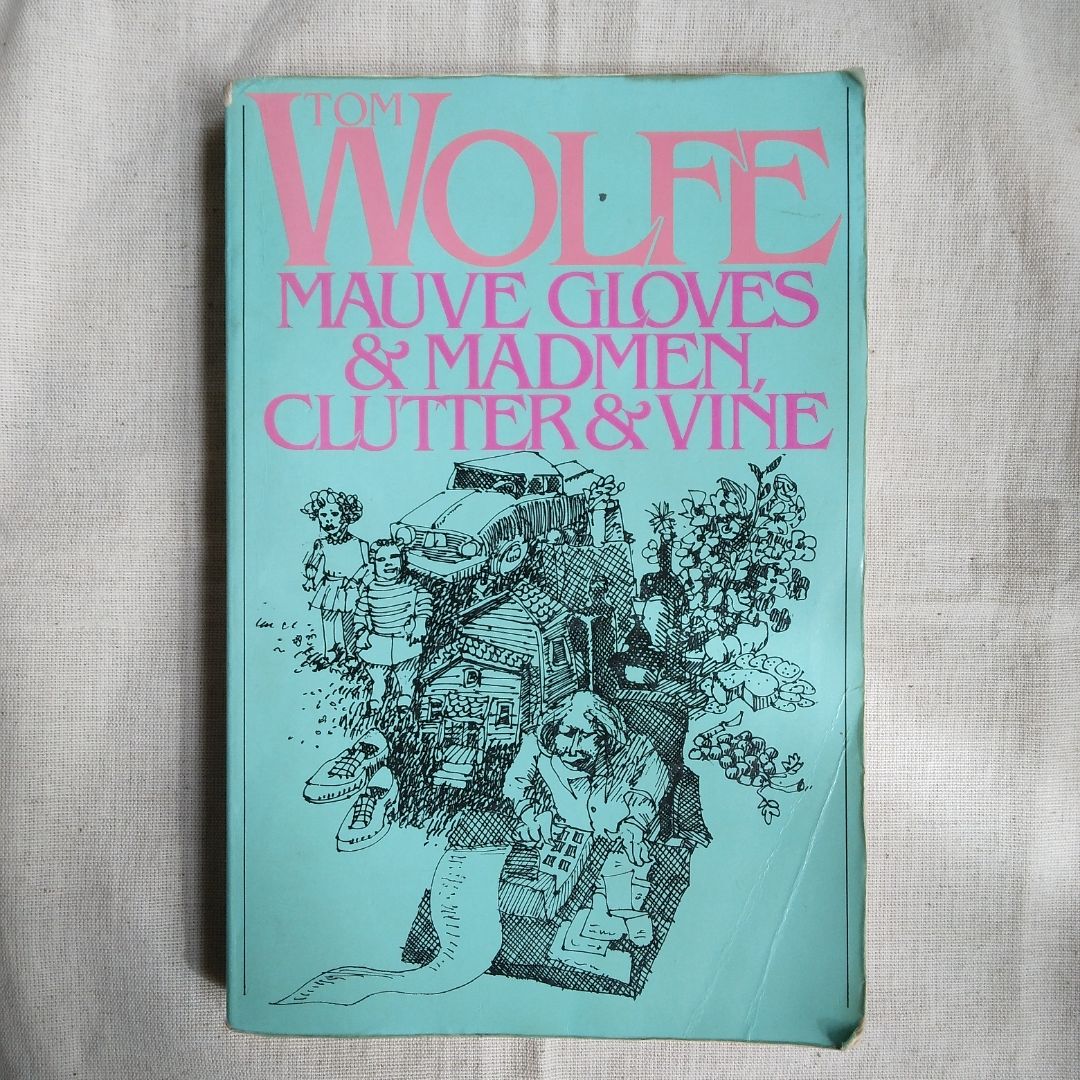 TOM
WOLFE
MAUVE GLOVES
& MADMEN,
CLUTTER & VINE